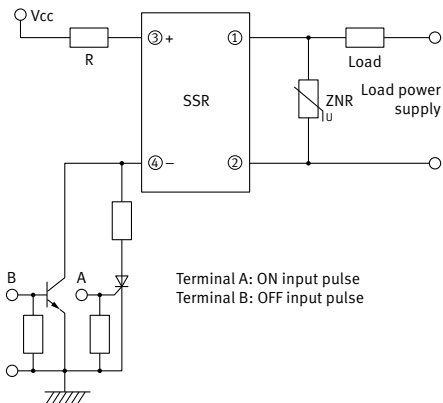 Vcc
R
③ +
①
SSR
Load
ZNR
U
Load power
supply
④ −
②
B
A
Terminal A: ON input pulse
Terminal B: OFF input pulse